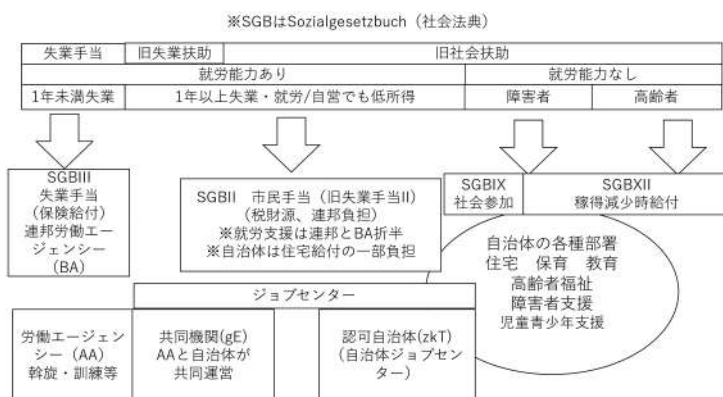 ※SGBはSozialgesetzbuch（社会法典）
失業手当
旧失業扶助
旧社会扶助
就労能力あり
就労能力なし
1年未満失業
1年以上失業・就労/自営でも低所得
障害者
高齢者
SGBIII
失業手当
(保険給付)
連邦労働エー
ジェンシー
（BA）
SGBII　市民手当（旧失業手当II）
(税財源、連邦負担)
※就労支援は連邦とBA折半
※自治体は住宅給付の一部負担
SGBIX
社会参加
SGBXII
稼得減少時給付
自治体の各種部署
住宅　保育　教育
高齢者福祉
障害者支援
児童青少年支援
ジョブセンター
労働エージェン
シー（AA）
斡旋・訓練等
共同機関(gE)
AAと自治体が
共同運営
認可自治体(zkT)
(自治体ジョブセン
ター）